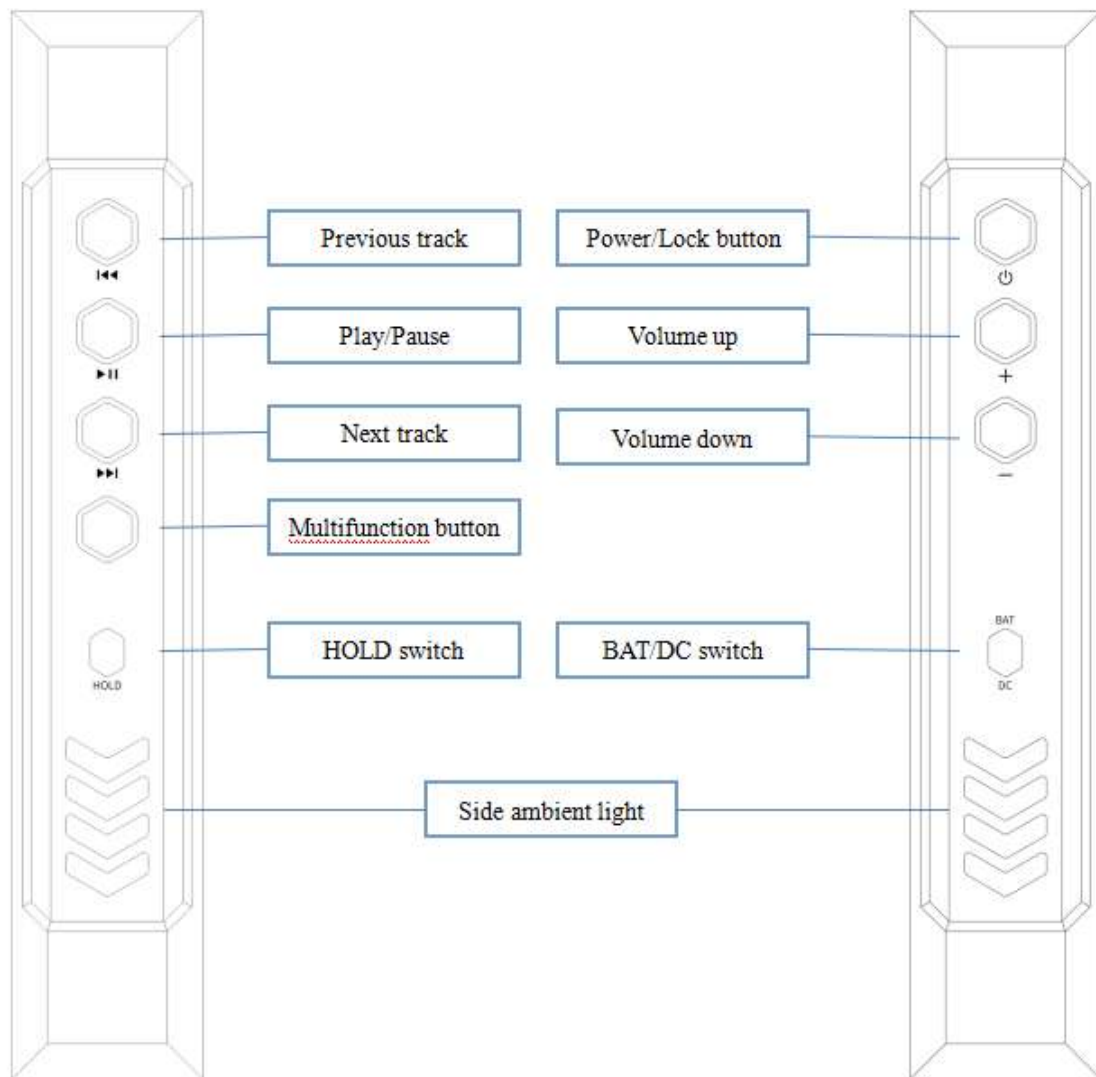 Previous track
Power/Lock button
Play/Pause
Volume up
+
Next track
Volume down
-
Multifunction button
BAT
HOLD switch
BAT/DC switch
HOLD
DC
Side ambient light